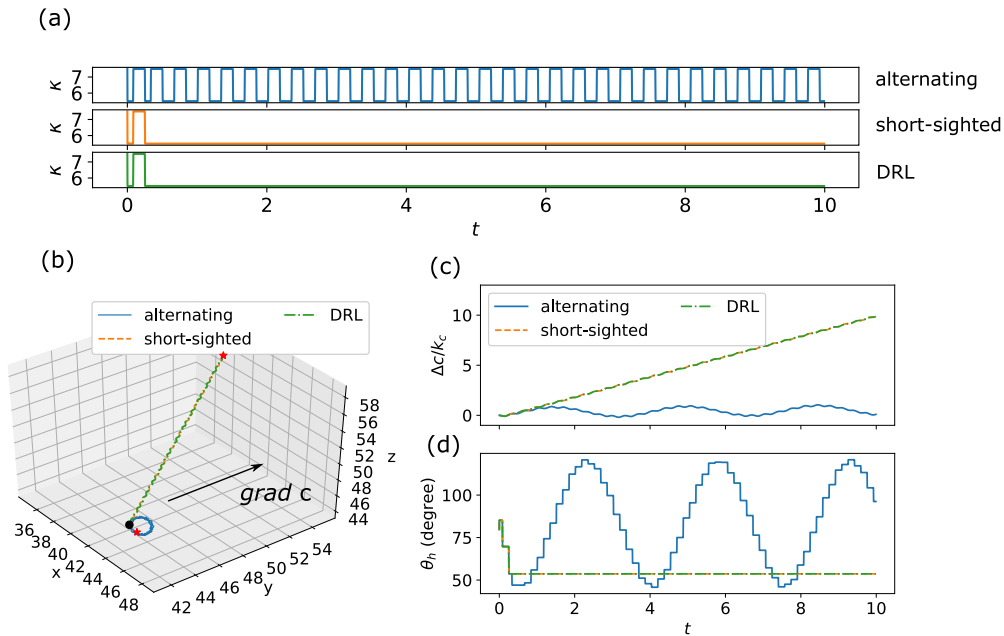 (a)
κ 7 6 alternating
κ 7 6 short-sighted
κ 7 6 DRL
0 2 4 6 8 10
t
(b)
alternating DRL
short-sighted
grad c
36 38 40 42 44 46 48
x
42 44 46 48 50 52 54
y
44 46 48 50 52 54 56 58
z
(c)
alternating DRL
short-sighted
10
5
0
Δc/k_c
(d)
100
75
50
θ_h (degree)
0 2 4 6 8 10
t